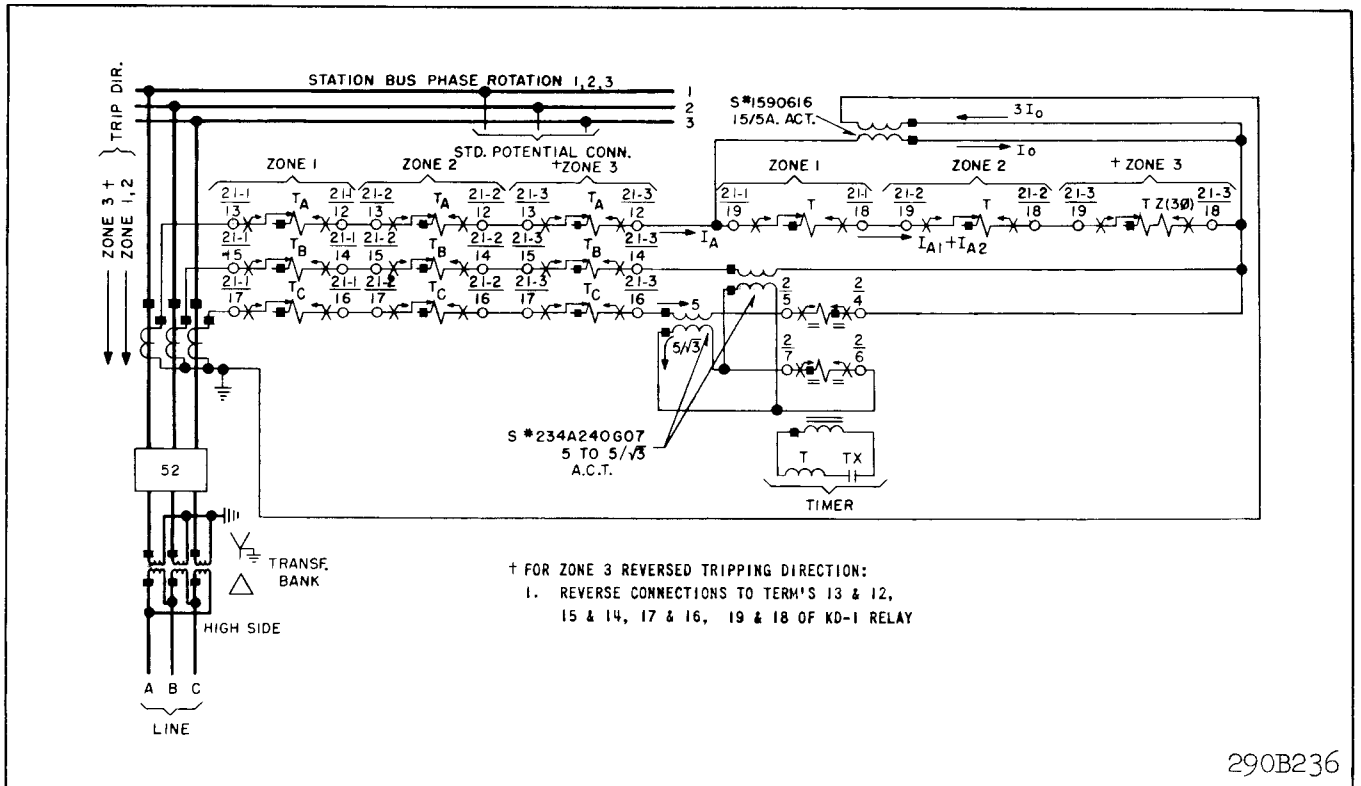 STATION BUS PHASE ROTATION 1,2,3
1
2
3
TRIP DIR.
ZONE 3 +
ZONE 1, 2
STD. POTENTIAL CONN.
S#1590616
15/5A. ACT.
3I₀
I₀
ZONE 1
ZONE 2
+ZONE 3
ZONE 1
ZONE 2
+ ZONE 3
21-1 13 TA 21-1 12 21-2 13 TA 21-2 12 21-3 13 TA 21-3 12
21-1 19 T 21-1 18 21-2 19 T 21-2 18 21-3 19 T Z(3Ø) 21-3 18
IA
IA1+IA2
21-1 15 TB 21-1 14 21-2 15 TB 21-2 14 21-3 15 TB 21-3 14
21-1 17 TC 21-1 16 21-2 17 TC 21-2 16 21-3 17 TC 21-3 16
5
2 5
2 4
5/√3
2 7
2 6
S #234A240G07
5 TO 5/√3
A.C.T.
T TX
TIMER
52
TRANSF.
BANK
HIGH SIDE
A B C
LINE
+ FOR ZONE 3 REVERSED TRIPPING DIRECTION:
1. REVERSE CONNECTIONS TO TERM'S 13 & 12,
15 & 14, 17 & 16, 19 & 18 OF KD-1 RELAY
290B236